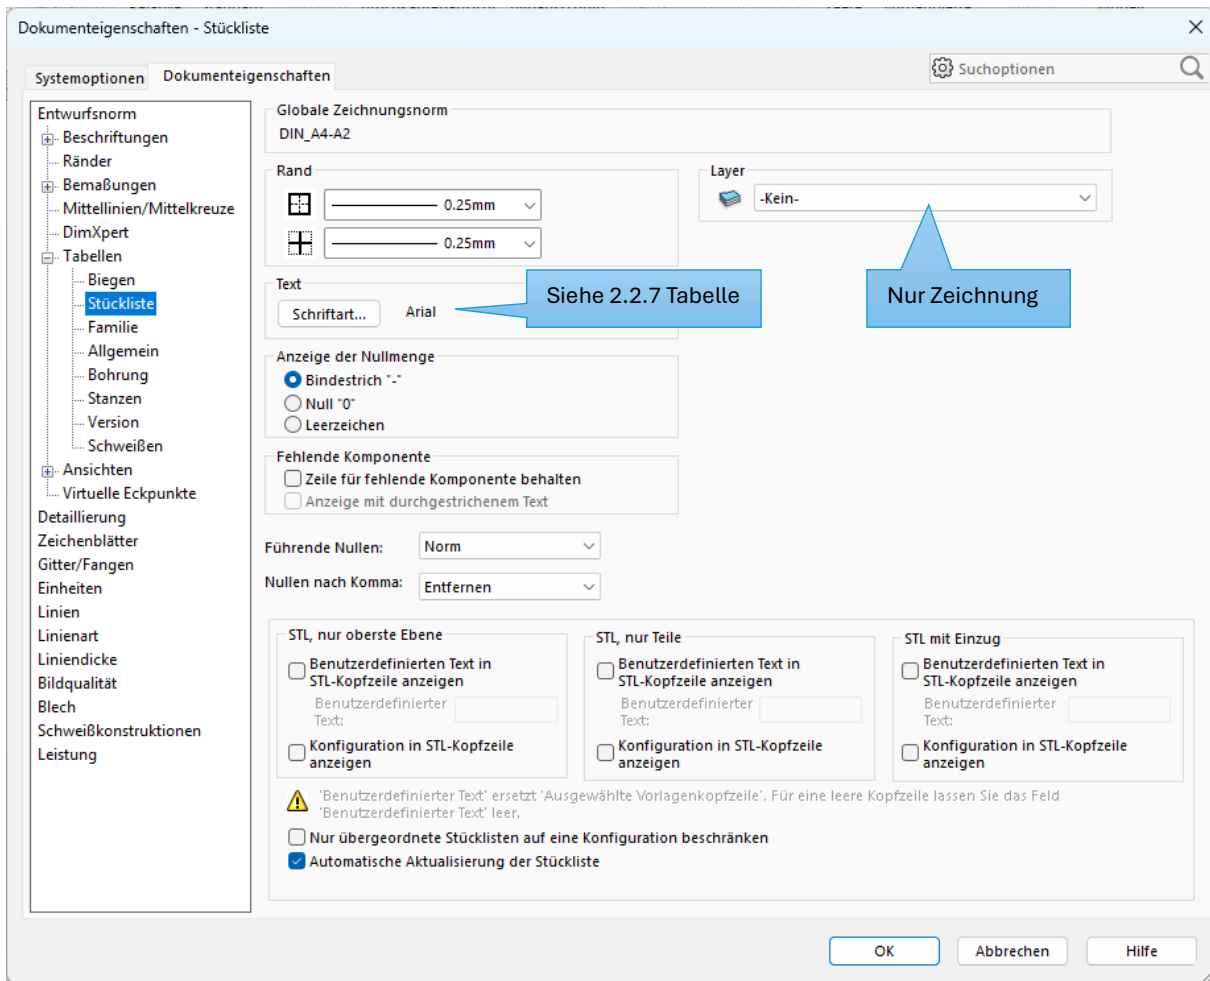 Dokumenteigenschaften - Stückliste
Systemoptionen
Dokumenteigenschaften
Suchoptionen
Entwurfsnorm
Beschriftungen
Ränder
Bemaßungen
Mittellinien/Mittelkreuze
DimXpert
Tabellen
Biegen
Stückliste
Familie
Allgemein
Bohrung
Stanzen
Version
Schweißen
Ansichten
Virtuelle Eckpunkte
Detaillierung
Zeichenblätter
Gitter/Fangen
Einheiten
Linien
Linienart
Liniendicke
Bildqualität
Blech
Schweißkonstruktionen
Leistung
Globale Zeichnungsnorm
DIN_A4-A2
Rand
0.25mm
0.25mm
Layer
-Kein-
Nur Zeichnung
Text
Schriftart...
Arial
Siehe 2.2.7 Tabelle
Anzeige der Nullmenge
Bindestrich "-"
Null "0"
Leerzeichen
Fehlende Komponente
Zeile für fehlende Komponente behalten
Anzeige mit durchgestrichenem Text
Führende Nullen:
Norm
Nullen nach Komma:
Entfernen
STL, nur oberste Ebene
Benutzerdefinierten Text in
STL-Kopfzeile anzeigen
Benutzerdefinierter
Text:
Konfiguration in STL-Kopfzeile
anzeigen
STL, nur Teile
Benutzerdefinierten Text in
STL-Kopfzeile anzeigen
Benutzerdefinierter
Text:
Konfiguration in STL-Kopfzeile
anzeigen
STL mit Einzug
Benutzerdefinierten Text in
STL-Kopfzeile anzeigen
Benutzerdefinierter
Text:
Konfiguration in STL-Kopfzeile
anzeigen
'Benutzerdefinierter Text' ersetzt 'Ausgewählte Vorlagenkopfzeile'. Für eine leere Kopfzeile lassen Sie das Feld
'Benutzerdefinierter Text' leer.
Nur übergeordnete Stücklisten auf eine Konfiguration beschränken
Automatische Aktualisierung der Stückliste
OK
Abbrechen
Hilfe